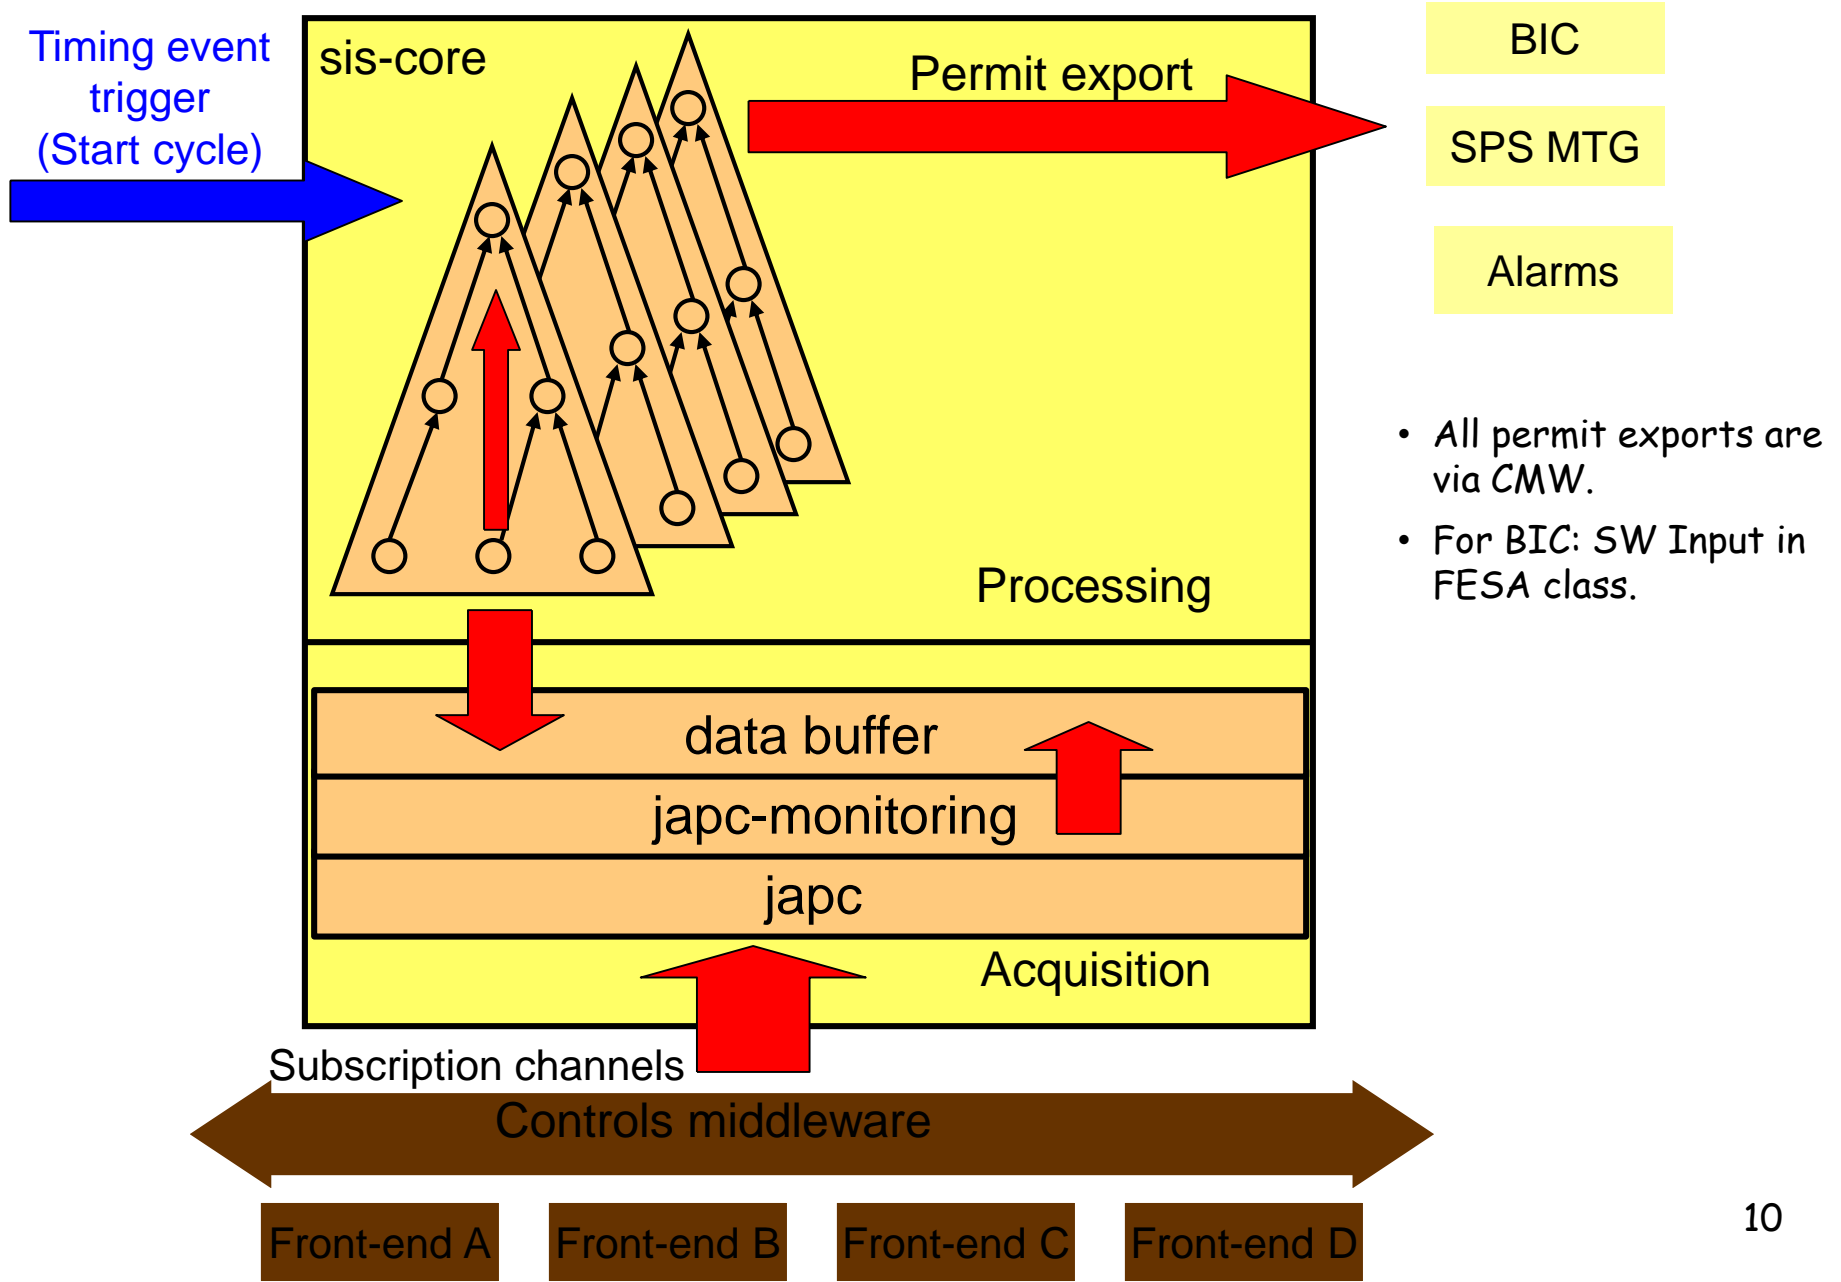 Timing event
trigger
(Start cycle)
sis-core
Permit export
BIC
SPS MTG
Alarms
• All permit exports are
via CMW.
• For BIC: SW Input in
FESA class.
Processing
data buffer
japc-monitoring
japc
Acquisition
Subscription channels
Controls middleware
Front-end A
Front-end B
Front-end C
Front-end D
10